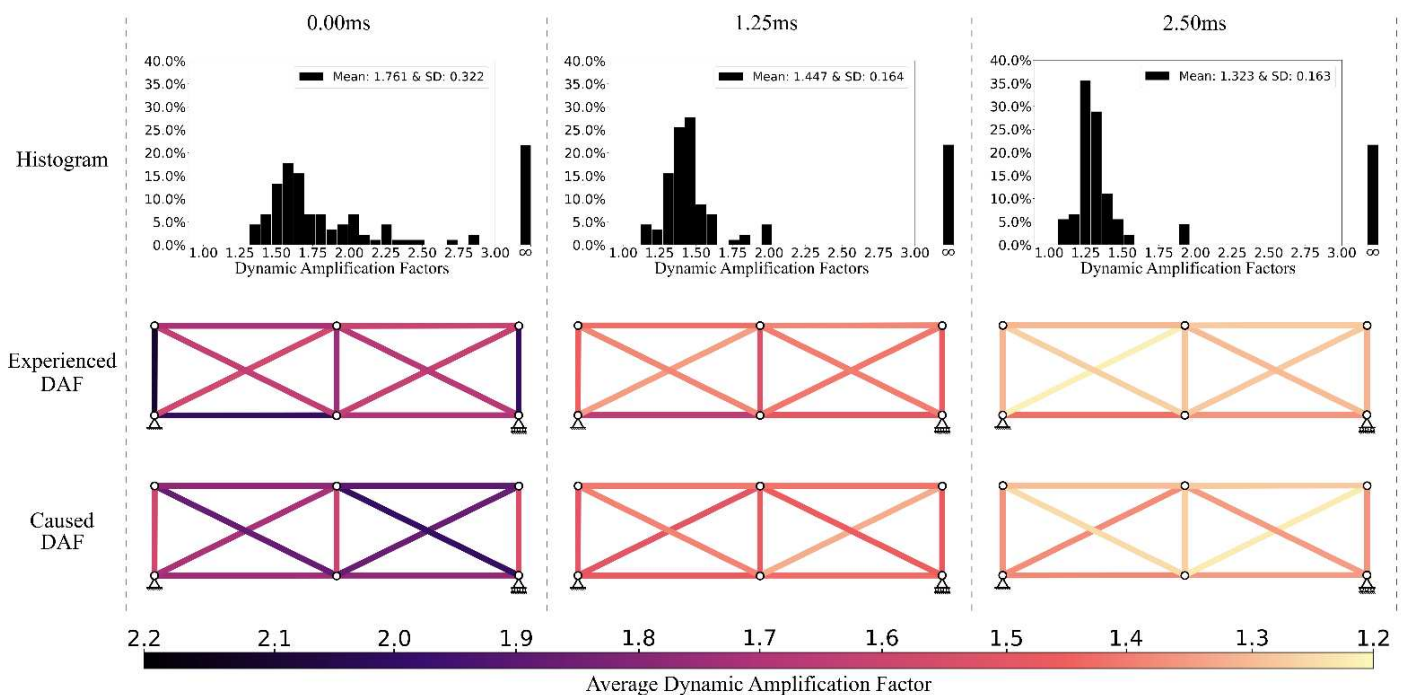 0.00ms 1.25ms 2.50ms
Histogram
40.0%
35.0%
30.0%
25.0%
20.0%
15.0%
10.0%
5.0%
0.0%
Mean: 1.761 & SD: 0.322
1.00 1.25 1.50 1.75 2.00 2.25 2.50 2.75 3.00 ∞
Dynamic Amplification Factors
40.0%
35.0%
30.0%
25.0%
20.0%
15.0%
10.0%
5.0%
0.0%
Mean: 1.447 & SD: 0.164
1.00 1.25 1.50 1.75 2.00 2.25 2.50 2.75 3.00 ∞
Dynamic Amplification Factors
40.0%
35.0%
30.0%
25.0%
20.0%
15.0%
10.0%
5.0%
0.0%
Mean: 1.323 & SD: 0.163
1.00 1.25 1.50 1.75 2.00 2.25 2.50 2.75 3.00 ∞
Dynamic Amplification Factors
Experienced
DAF
Caused
DAF
2.2 2.1 2.0 1.9 1.8 1.7 1.6 1.5 1.4 1.3 1.2
Average Dynamic Amplification Factor